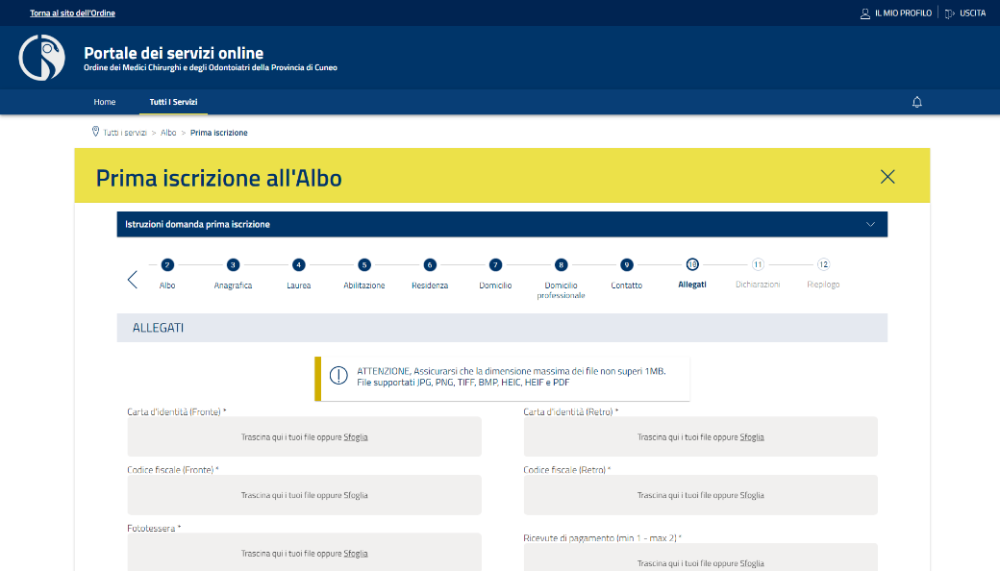 Torna al sito dell'Ordine
IL MIO PROFILO
USCITA
Portale dei servizi online
Ordine dei Medici Chirurghi e degli Odontoiatri della Provincia di Cuneo
Home
Tutti I Servizi
Tutti i servizi > Albo > Prima iscrizione
Prima iscrizione all'Albo
Istruzioni domanda prima iscrizione
2 3 4 5 6 7 8 9 10 11 12
Albo Anagrafica Laurea Abilitazione Residenza Domicilio Domicilio Contatto Allegati Dichiarazioni Riepilogo
professionale
ALLEGATI
ATTENZIONE, Assicurarsi che la dimensione massima dei file non superi 1MB.
File supportati JPG, PNG, TIFF, BMP, HEIC, HEIF e PDF
Carta d'identità (Fronte) *
Carta d'identità (Retro) *
Trascina qui i tuoi file oppure Sfoglia
Trascina qui i tuoi file oppure Sfoglia
Codice fiscale (Fronte) *
Codice fiscale (Retro) *
Trascina qui i tuoi file oppure Sfoglia
Trascina qui i tuoi file oppure Sfoglia
Fototessera *
Ricevute di pagamento (min 1 - max 2) *
Trascina qui i tuoi file oppure Sfoglia
Trascina qui i tuoi file oppure Sfoglia